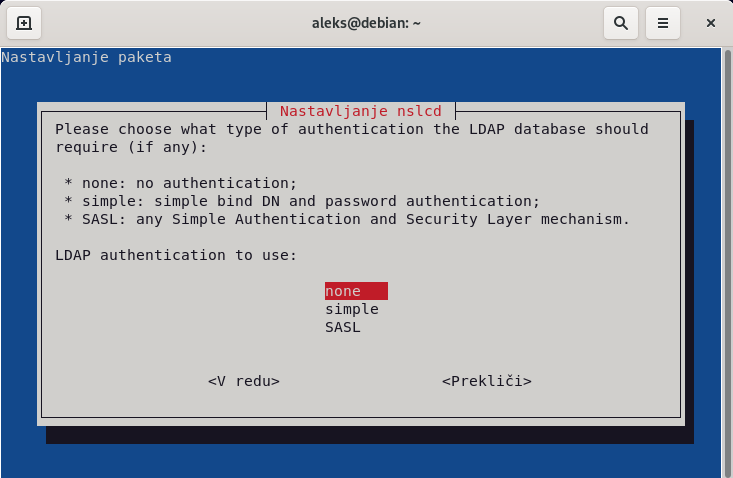 aleks@debian: ~
Nastavljanje paketa
Nastavljanje nslcd
Please choose what type of authentication the LDAP database should
require (if any):
* none: no authentication;
* simple: simple bind DN and password authentication;
* SASL: any Simple Authentication and Security Layer mechanism.
LDAP authentication to use:
none
simple
SASL
<V redu> <Prekliči>